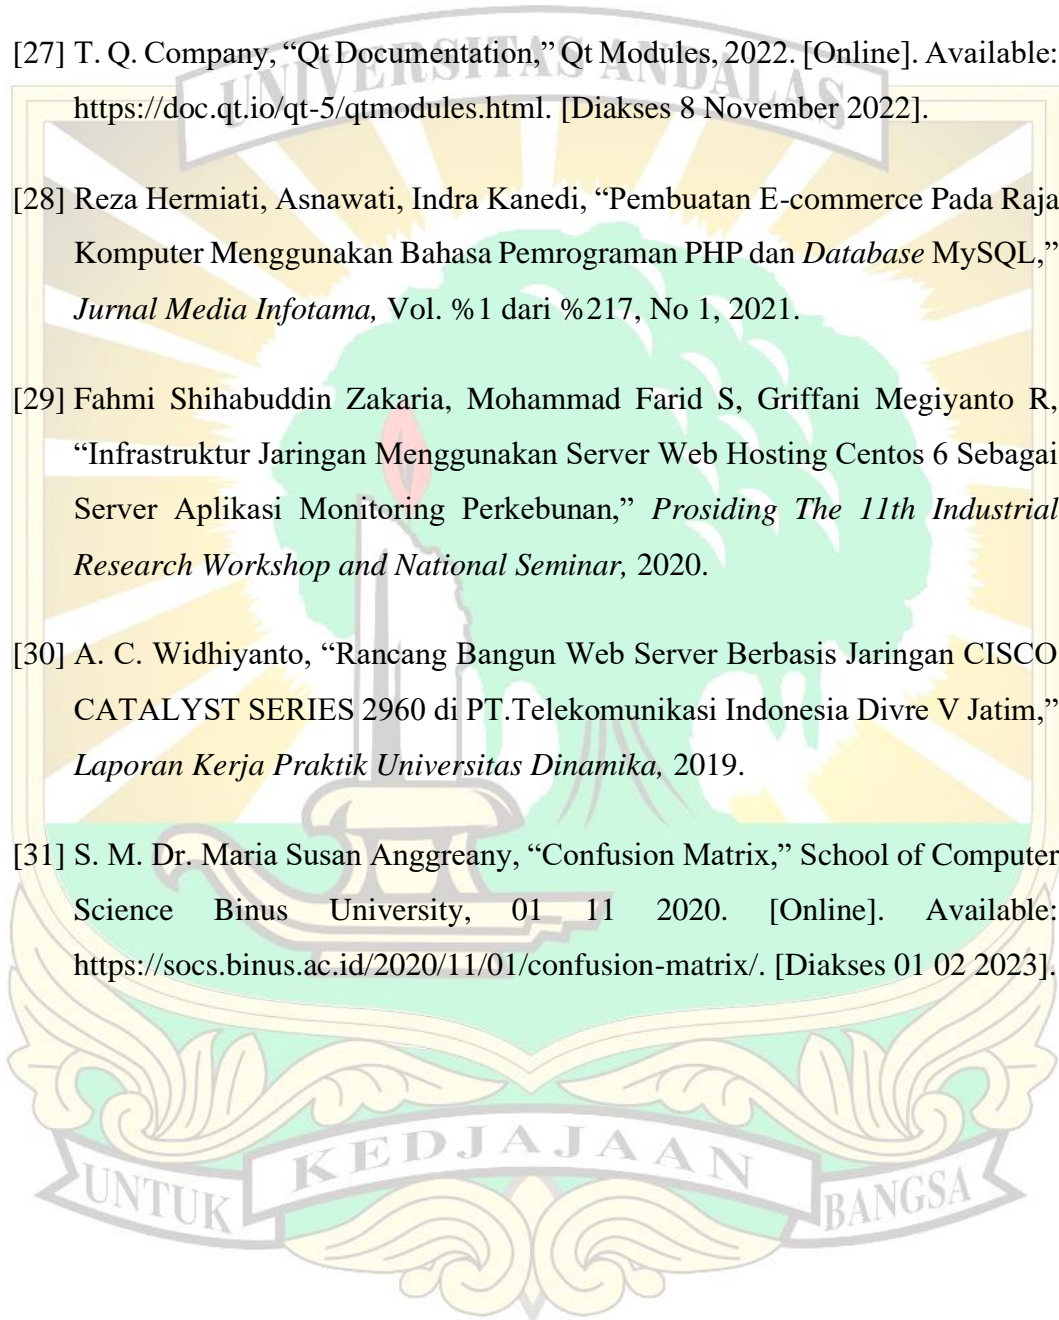 UNIVERSITAS ANDALAS
[27] T. Q. Company, “Qt Documentation,” Qt Modules, 2022. [Online]. Available:
https://doc.qt.io/qt-5/qtmodules.html. [Diakses 8 November 2022].
[28] Reza Hermiati, Asnawati, Indra Kanedi, “Pembuatan E-commerce Pada Raja
Komputer Menggunakan Bahasa Pemrograman PHP dan Database MySQL,”
Jurnal Media Infotama, Vol. %1 dari %217, No 1, 2021.
[29] Fahmi Shihabuddin Zakaria, Mohammad Farid S, Griffani Megiyanto R,
“Infrastruktur Jaringan Menggunakan Server Web Hosting Centos 6 Sebagai
Server Aplikasi Monitoring Perkebunan,” Prosiding The 11th Industrial
Research Workshop and National Seminar, 2020.
[30] A. C. Widhiyanto, “Rancang Bangun Web Server Berbasis Jaringan CISCO
CATALYST SERIES 2960 di PT.Telekomunikasi Indonesia Divre V Jatim,”
Laporan Kerja Praktik Universitas Dinamika, 2019.
[31] S. M. Dr. Maria Susan Anggreany, “Confusion Matrix,” School of Computer
Science Binus University, 01 11 2020. [Online]. Available:
https://socs.binus.ac.id/2020/11/01/confusion-matrix/. [Diakses 01 02 2023].
UNTUK KEDJAJAAN BANGSA